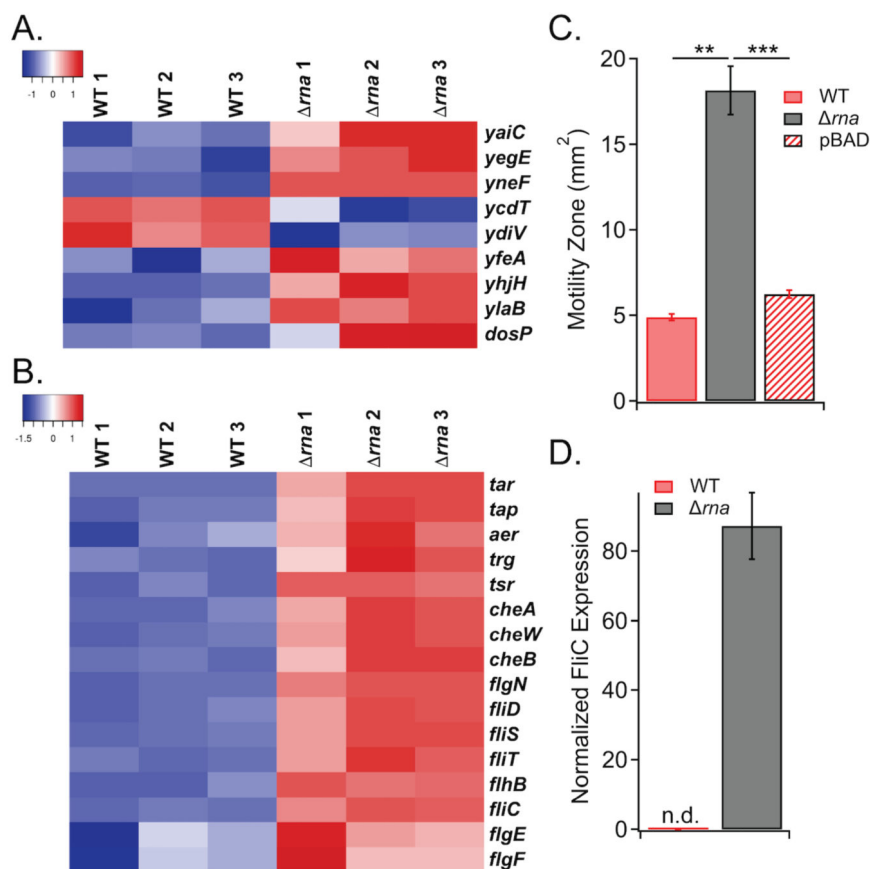 A.
-1 0 1
WT 1 WT 2 WT 3 Δrna 1 Δrna 2 Δrna 3
yaiC
yegE
yneF
ycdT
ydiV
yfeA
yhjH
ylaB
dosP
B.
-1.5 0 1
WT 1 WT 2 WT 3 Δrna 1 Δrna 2 Δrna 3
tar
tap
aer
trg
tsr
cheA
cheW
cheB
flgN
fliD
fliS
fliT
flhB
fliC
flgE
flgF
C.
** ***
Motility Zone (mm²)
20
15
10
5
0
WT
Δrna
pBAD
D.
WT
Δrna
Normalized FliC Expression
80
60
40
20
0
n.d.